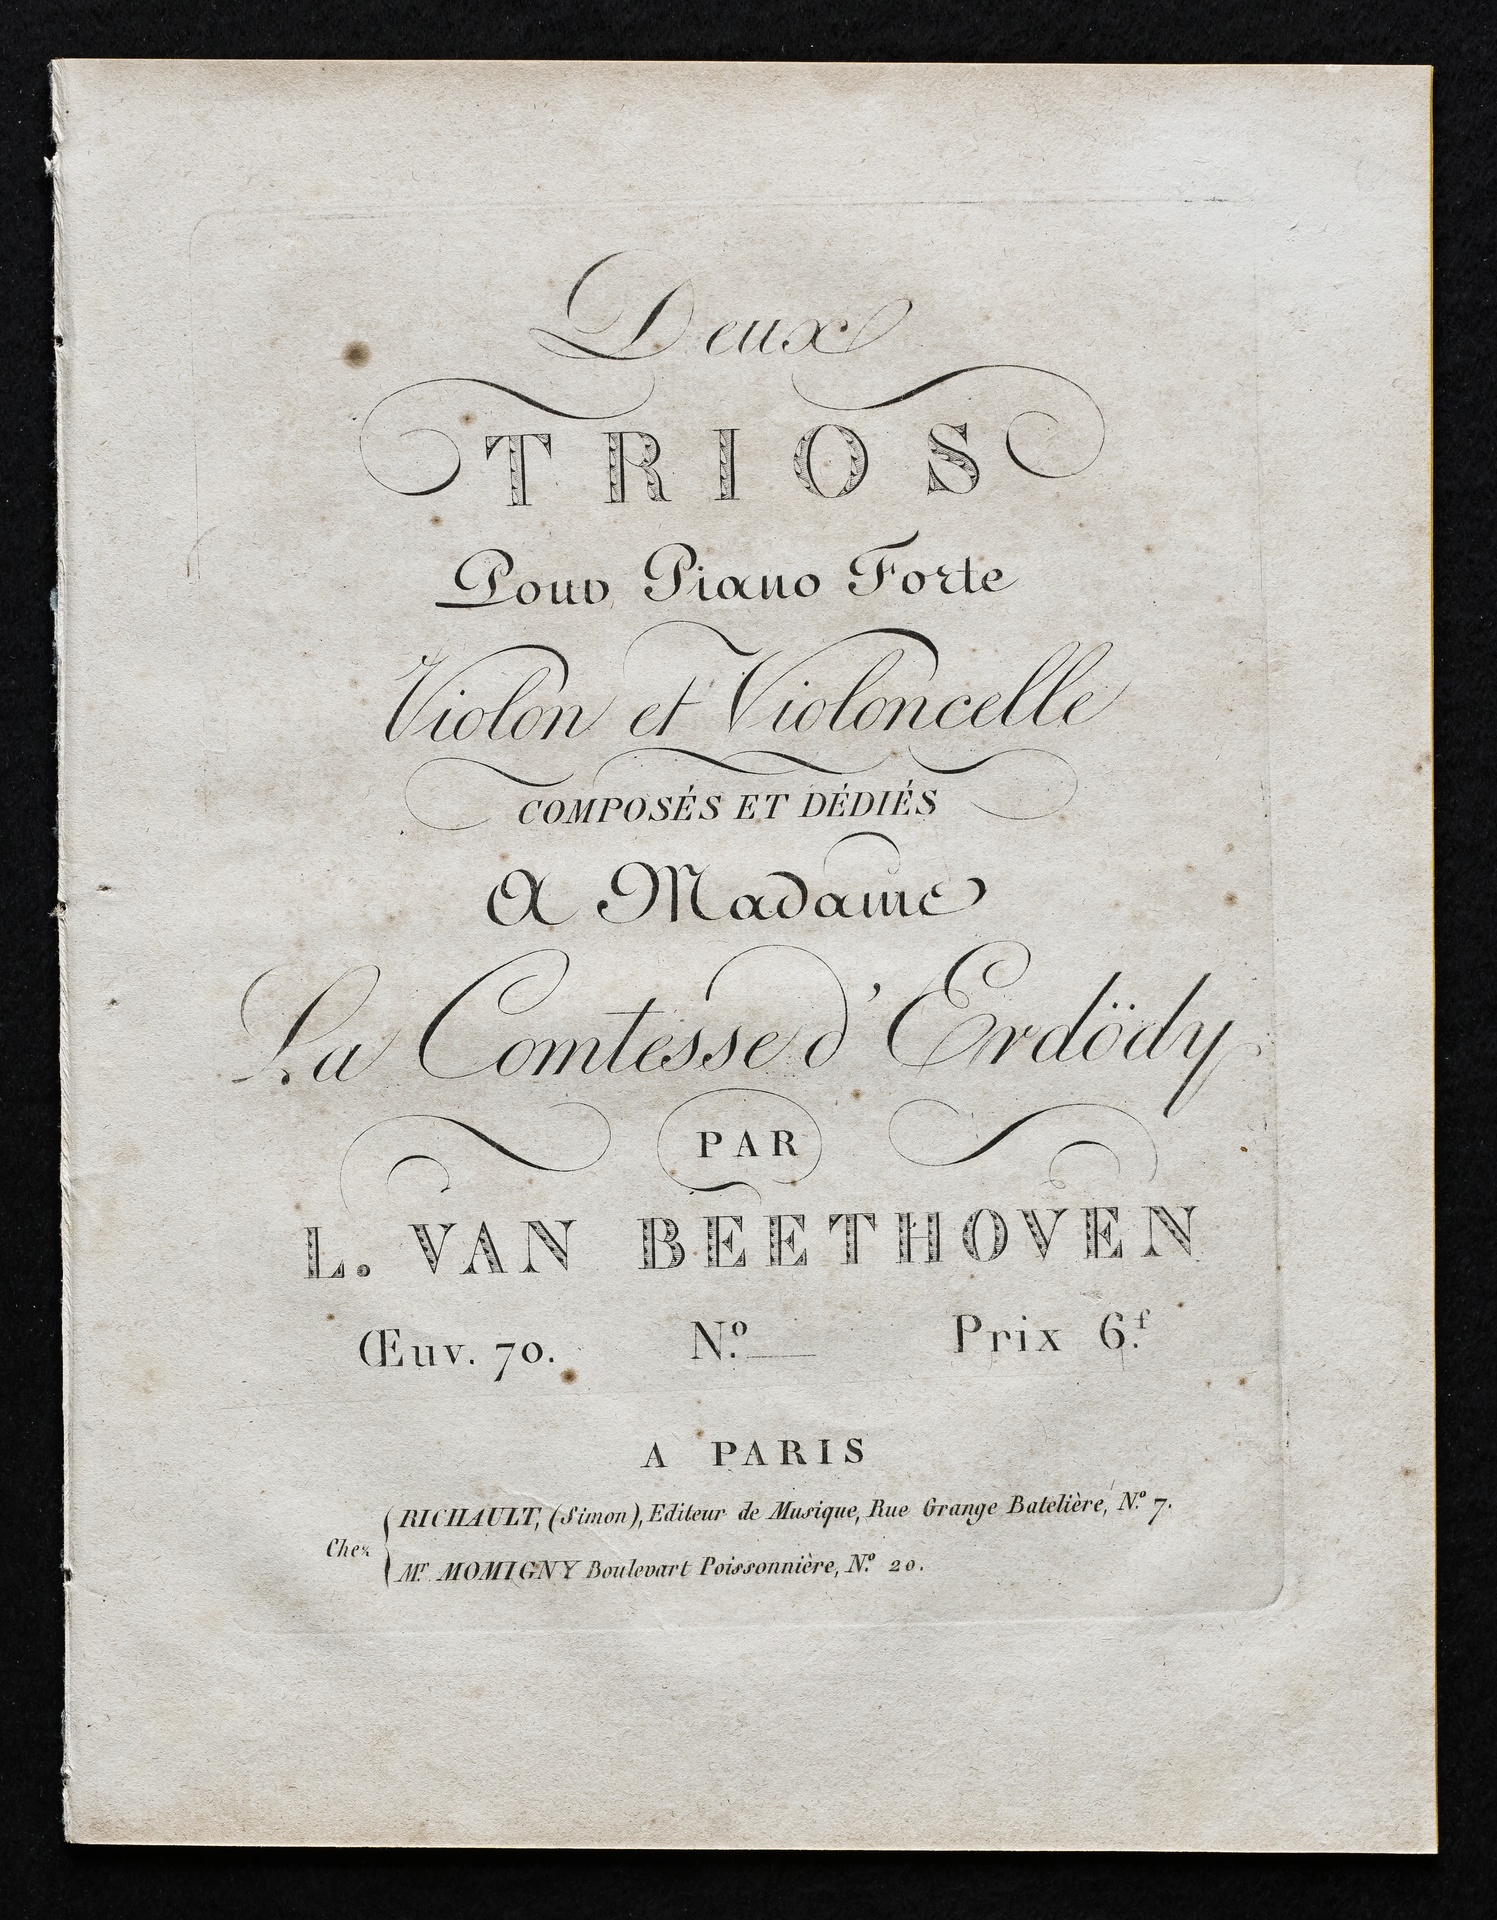 Deux
TRIOS
Pour Piano Forte
Violon et Violoncelle
COMPOSÉS ET DÉDIÉS
A Madame
La Comtesse d'Erdödy
PAR
L. VAN BEETHOVEN
Œuv. 70. N.º Prix 6.f
A PARIS
Chez
RICHAULT, (Simon), Editeur de Musique, Rue Grange Batelière, N.º 7.
M.r MOMIGNY Boulevart Poissonnière, N.º 20.